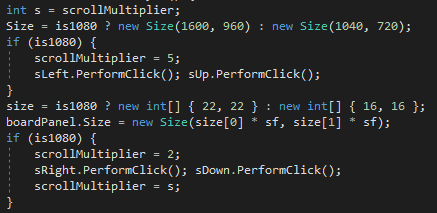 int s = scrollMultiplier;
Size = is1080 ? new Size(1600, 960) : new Size(1040, 720);
if (is1080) {
    scrollMultiplier = 5;
    sLeft.PerformClick(); sUp.PerformClick();
}
size = is1080 ? new int[] { 22, 22 } : new int[] { 16, 16 };
boardPanel.Size = new Size(size[0] * sf, size[1] * sf);
if (is1080) {
    scrollMultiplier = 2;
    sRight.PerformClick(); sDown.PerformClick();
    scrollMultiplier = s;
}